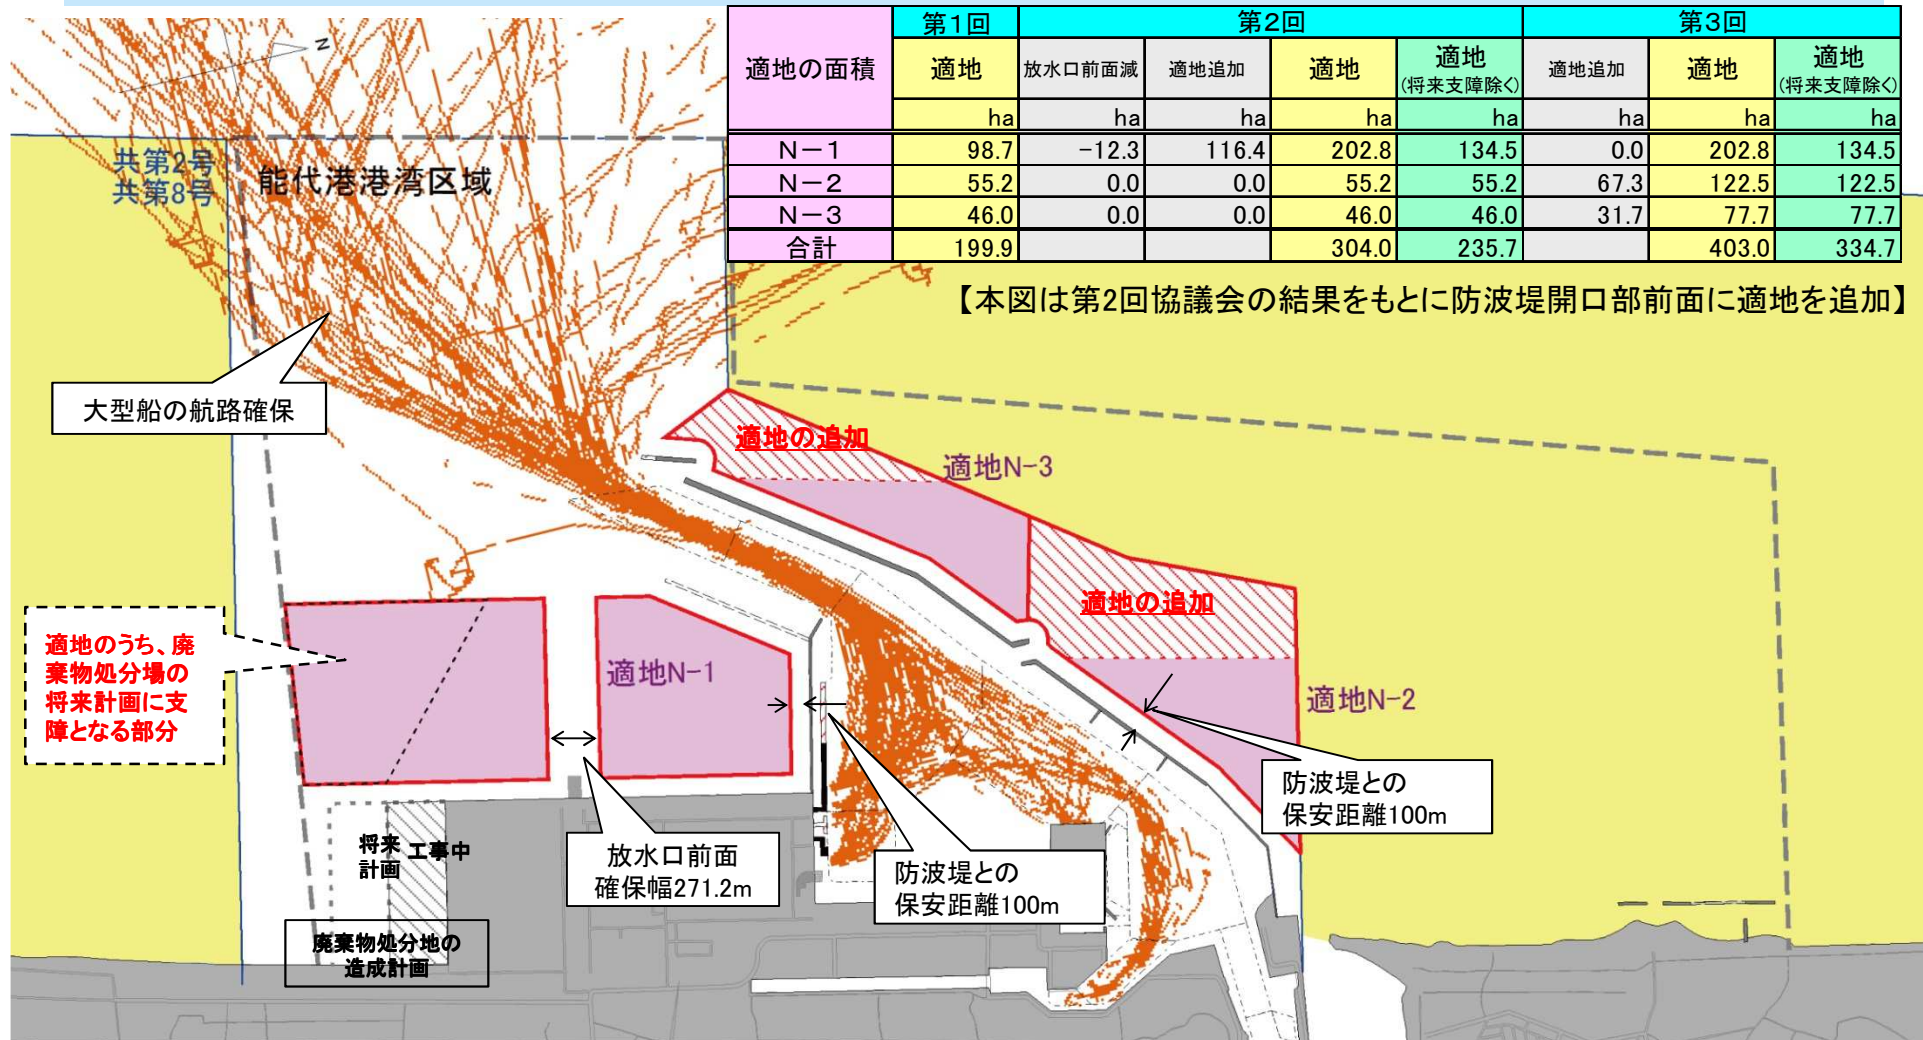 適地の面積 第1回 第2回 第3回
適地 放水口前面減 適地追加 適地 適地(将来支障除く) 適地追加 適地 適地(将来支障除く)
ha ha ha ha ha ha ha ha
N－1 98.7 −12.3 116.4 202.8 134.5 0.0 202.8 134.5
N－2 55.2 0.0 0.0 55.2 55.2 67.3 122.5 122.5
N－3 46.0 0.0 0.0 46.0 46.0 31.7 77.7 77.7
合計 199.9 304.0 235.7 403.0 334.7
【本図は第2回協議会の結果をもとに防波堤開口部前面に適地を追加】
N
共第2号
共第8号
能代港港湾区域
大型船の航路確保
適地の追加
適地N-3
適地の追加
適地のうち、廃
棄物処分場の
将来計画に支
障となる部分
適地N-1
適地N-2
防波堤との
保安距離100m
将来
計画
工事中
放水口前面
確保幅271.2m
防波堤との
保安距離100m
廃棄物処分地の
造成計画